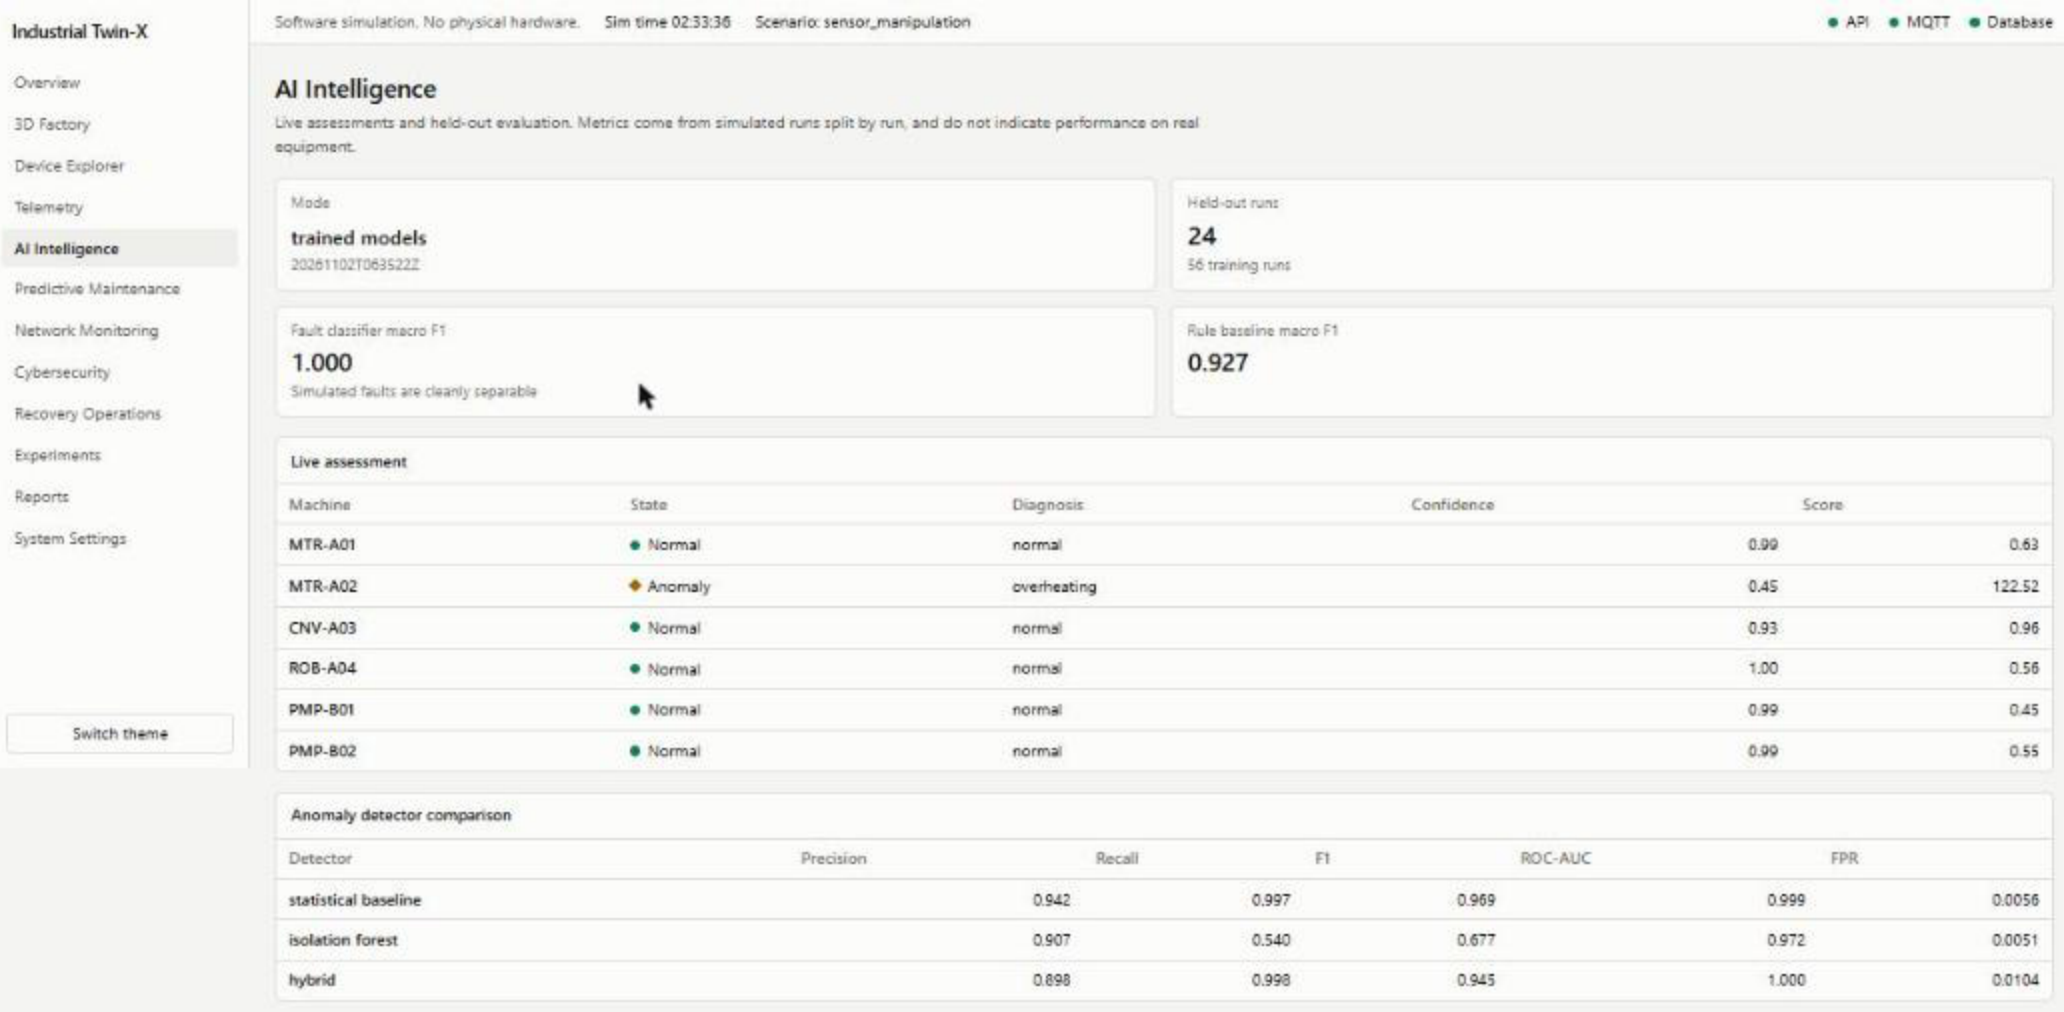 Industrial Twin-X
Overview
3D Factory
Device Explorer
Telemetry
AI Intelligence
Predictive Maintenance
Network Monitoring
Cybersecurity
Recovery Operations
Experiments
Reports
System Settings
Switch theme
Software simulation. No physical hardware. Sim time 02:33:36 Scenario: sensor_manipulation
API MQTT Database
AI Intelligence
Live assessments and held-out evaluation. Metrics come from simulated runs split by run, and do not indicate performance on real
equipment.
Mode
trained models
20261102T063522Z
Held-out runs
24
56 training runs
Fault classifier macro F1
1.000
Simulated faults are cleanly separable
Rule baseline macro F1
0.927
Live assessment
Machine State Diagnosis Confidence Score
MTR-A01 Normal normal 0.99 0.63
MTR-A02 Anomaly overheating 0.45 122.52
CNV-A03 Normal normal 0.93 0.96
ROB-A04 Normal normal 1.00 0.56
PMP-B01 Normal normal 0.99 0.45
PMP-B02 Normal normal 0.99 0.55
Anomaly detector comparison
Detector Precision Recall F1 ROC-AUC FPR
statistical baseline 0.942 0.997 0.969 0.999 0.0056
isolation forest 0.907 0.540 0.677 0.972 0.0051
hybrid 0.898 0.998 0.945 1.000 0.0104